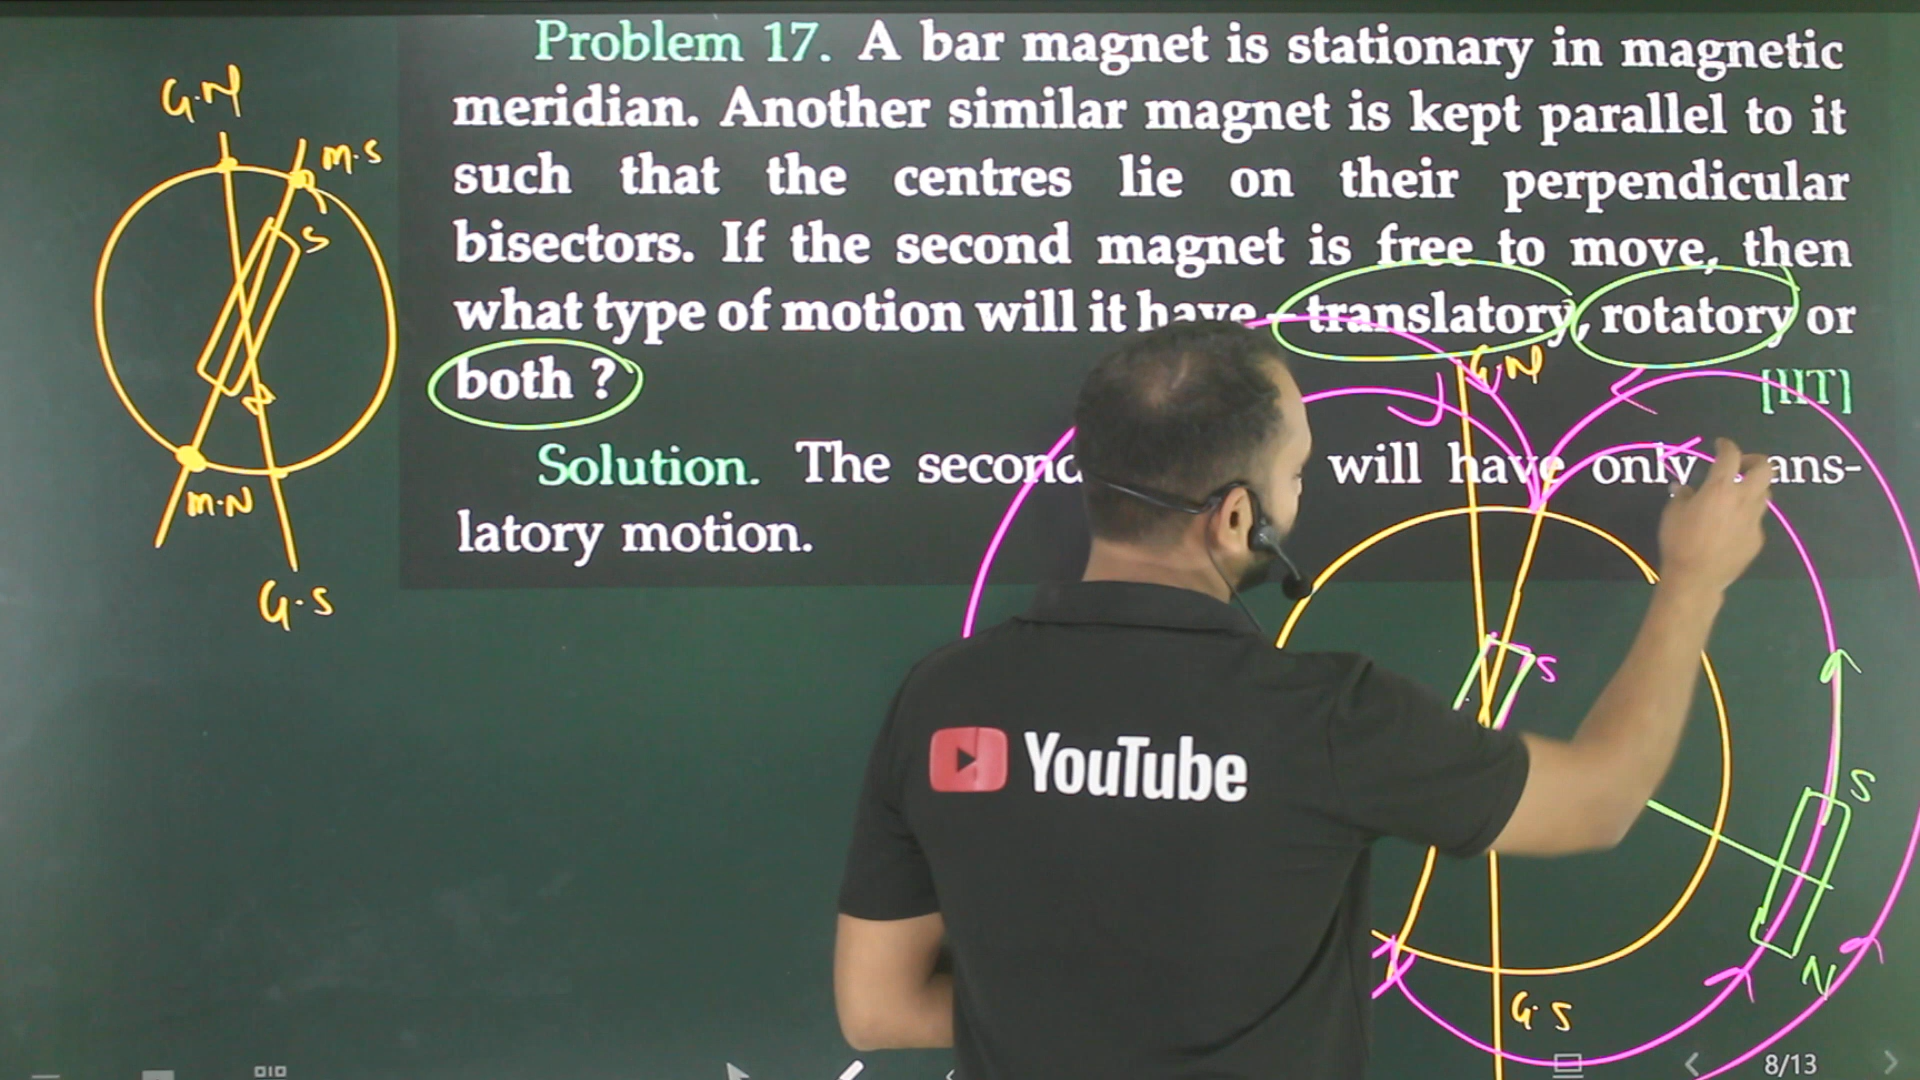 Problem 17. A bar magnet is stationary in magnetic
meridian. Another similar magnet is kept parallel to it
such that the centres lie on their perpendicular
bisectors. If the second magnet is free to move, then
what type of motion will it have – translatory, rotatory or
both ?
[IIT]
Solution. The second will have only ans-
latory motion.
G.N
M.S
S
M.N
G.S
G.N
S
S
N
G.S
YouTube
8/13